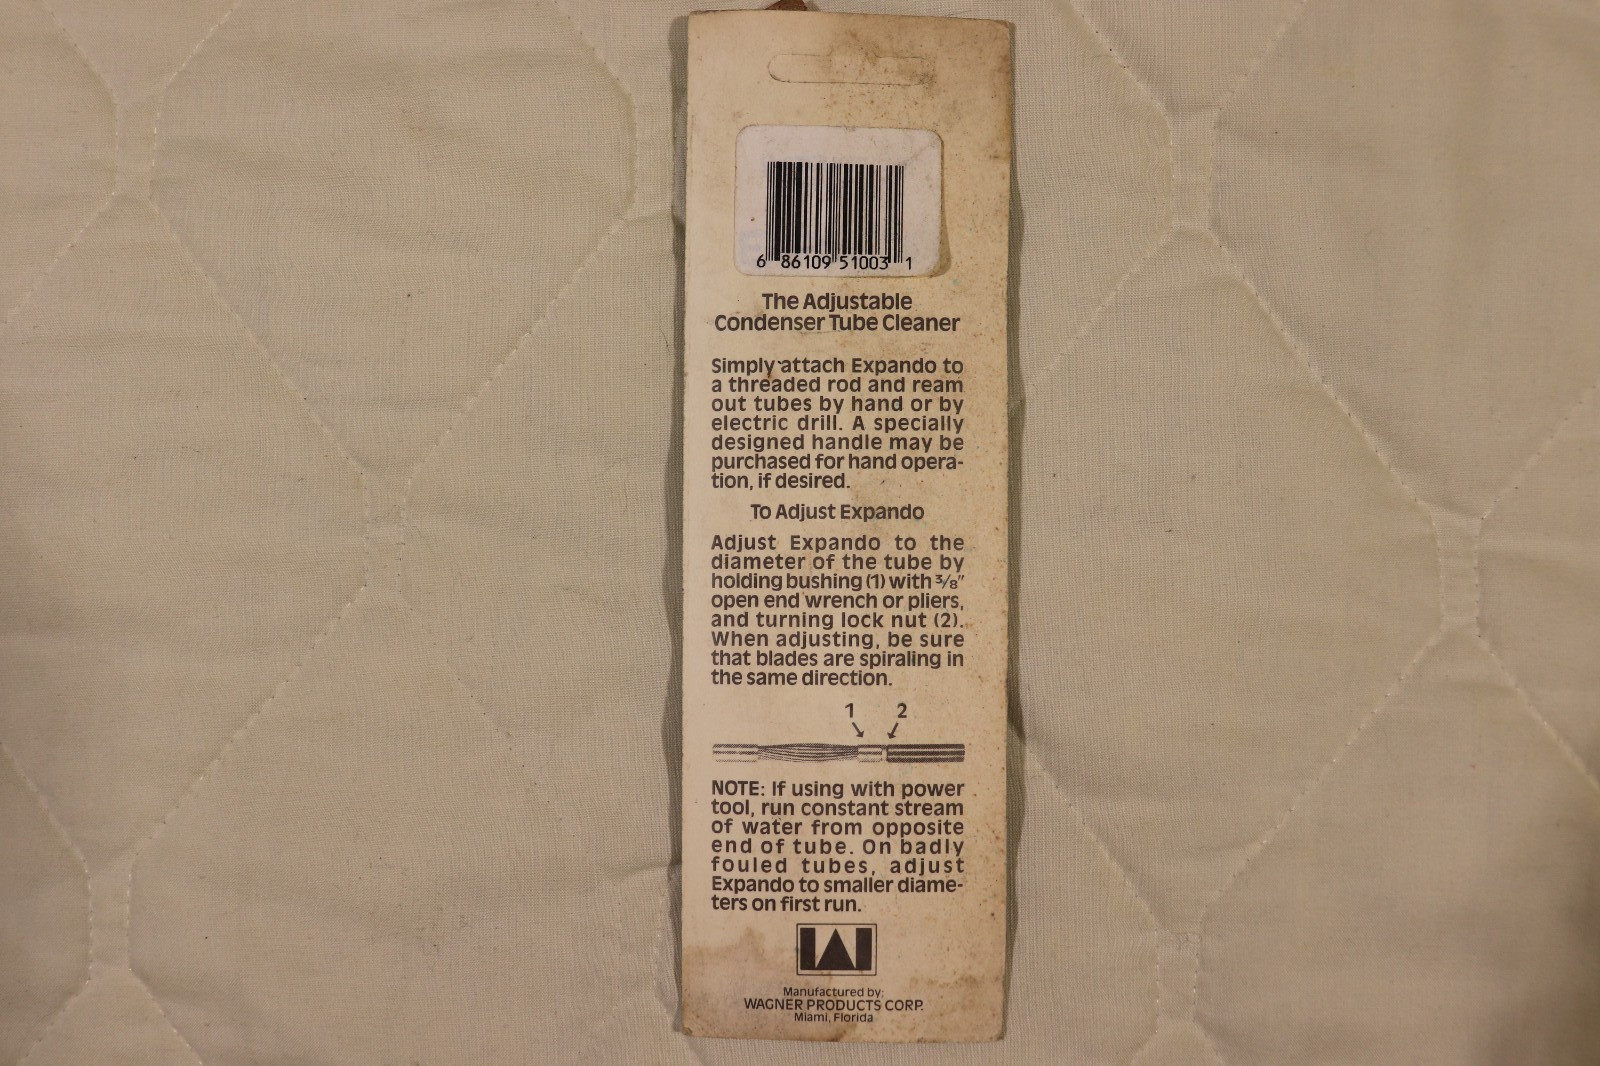 6 86109 51003 1
The Adjustable
Condenser Tube Cleaner
Simply attach Expando to
a threaded rod and ream
out tubes by hand or by
electric drill. A specially
designed handle may be
purchased for hand opera-
tion, if desired.
To Adjust Expando
Adjust Expando to the
diameter of the tube by
holding bushing (1) with 3/8"
open end wrench or pliers,
and turning lock nut (2).
When adjusting, be sure
that blades are spiraling in
the same direction.
1 2
NOTE: If using with power
tool, run constant stream
of water from opposite
end of tube. On badly
fouled tubes, adjust
Expando to smaller diame-
ters on first run.
Manufactured by:
WAGNER PRODUCTS CORP.
Miami, Florida